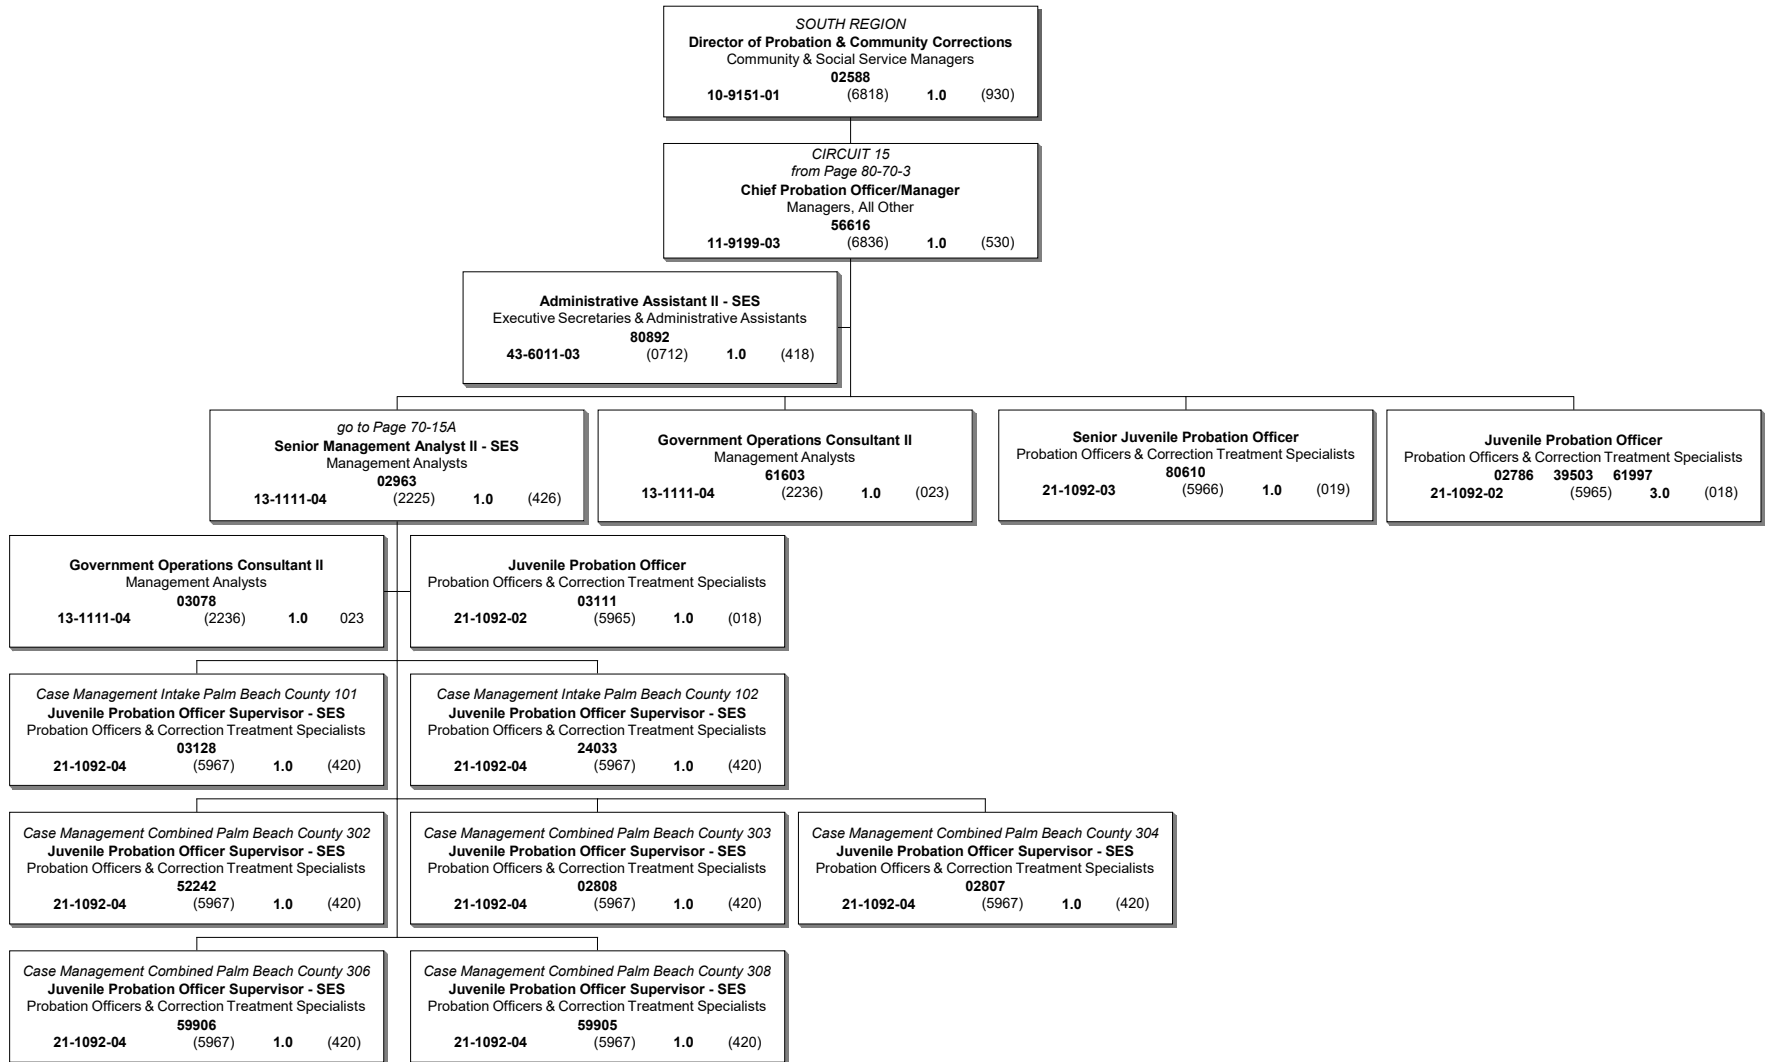 SOUTH REGION
Director of Probation & Community Corrections
Community & Social Service Managers
02588
10-9151-01 (6818) 1.0 (930)
CIRCUIT 15
from Page 80-70-3
Chief Probation Officer/Manager
Managers, All Other
56616
11-9199-03 (6836) 1.0 (530)
Administrative Assistant II - SES
Executive Secretaries & Administrative Assistants
80892
43-6011-03 (0712) 1.0 (418)
go to Page 70-15A
Senior Management Analyst II - SES
Management Analysts
02963
13-1111-04 (2225) 1.0 (426)
Government Operations Consultant II
Management Analysts
61603
13-1111-04 (2236) 1.0 (023)
Senior Juvenile Probation Officer
Probation Officers & Correction Treatment Specialists
80610
21-1092-03 (5966) 1.0 (019)
Juvenile Probation Officer
Probation Officers & Correction Treatment Specialists
02786 39503 61997
21-1092-02 (5965) 3.0 (018)
Government Operations Consultant II
Management Analysts
03078
13-1111-04 (2236) 1.0 023
Juvenile Probation Officer
Probation Officers & Correction Treatment Specialists
03111
21-1092-02 (5965) 1.0 (018)
Case Management Intake Palm Beach County 101
Juvenile Probation Officer Supervisor - SES
Probation Officers & Correction Treatment Specialists
03128
21-1092-04 (5967) 1.0 (420)
Case Management Intake Palm Beach County 102
Juvenile Probation Officer Supervisor - SES
Probation Officers & Correction Treatment Specialists
24033
21-1092-04 (5967) 1.0 (420)
Case Management Combined Palm Beach County 302
Juvenile Probation Officer Supervisor - SES
Probation Officers & Correction Treatment Specialists
52242
21-1092-04 (5967) 1.0 (420)
Case Management Combined Palm Beach County 303
Juvenile Probation Officer Supervisor - SES
Probation Officers & Correction Treatment Specialists
02808
21-1092-04 (5967) 1.0 (420)
Case Management Combined Palm Beach County 304
Juvenile Probation Officer Supervisor - SES
Probation Officers & Correction Treatment Specialists
02807
21-1092-04 (5967) 1.0 (420)
Case Management Combined Palm Beach County 306
Juvenile Probation Officer Supervisor - SES
Probation Officers & Correction Treatment Specialists
59906
21-1092-04 (5967) 1.0 (420)
Case Management Combined Palm Beach County 308
Juvenile Probation Officer Supervisor - SES
Probation Officers & Correction Treatment Specialists
59905
21-1092-04 (5967) 1.0 (420)